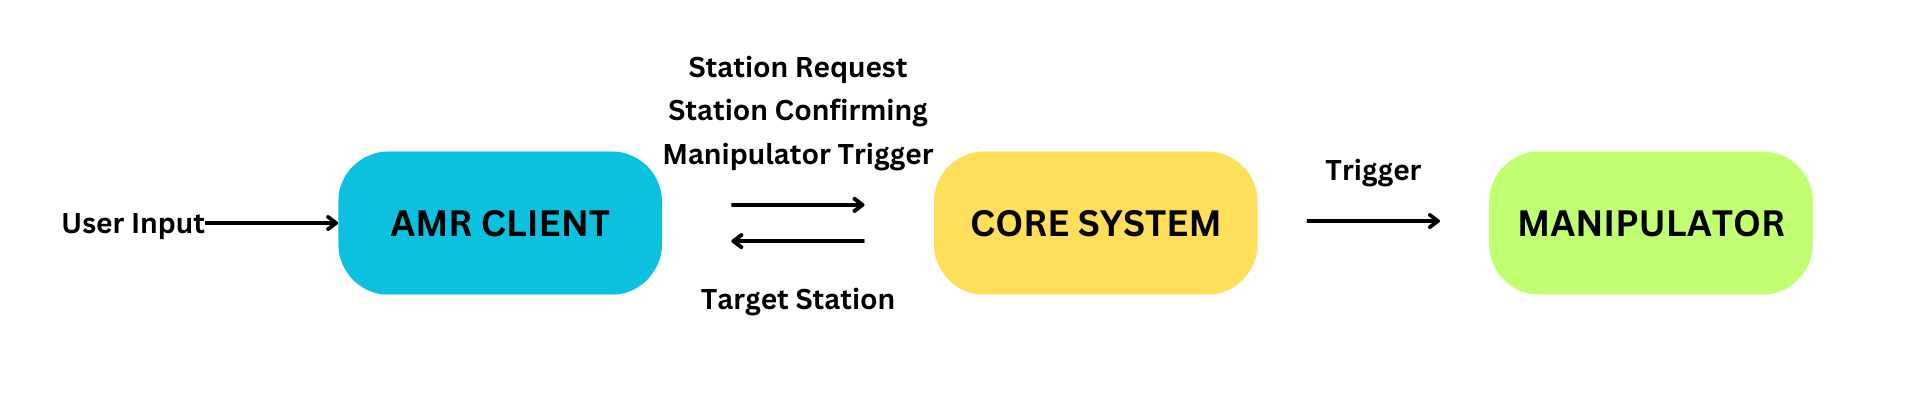 Station Request
Station Confirming
Manipulator Trigger
User Input
AMR CLIENT
Target Station
CORE SYSTEM
Trigger
MANIPULATOR